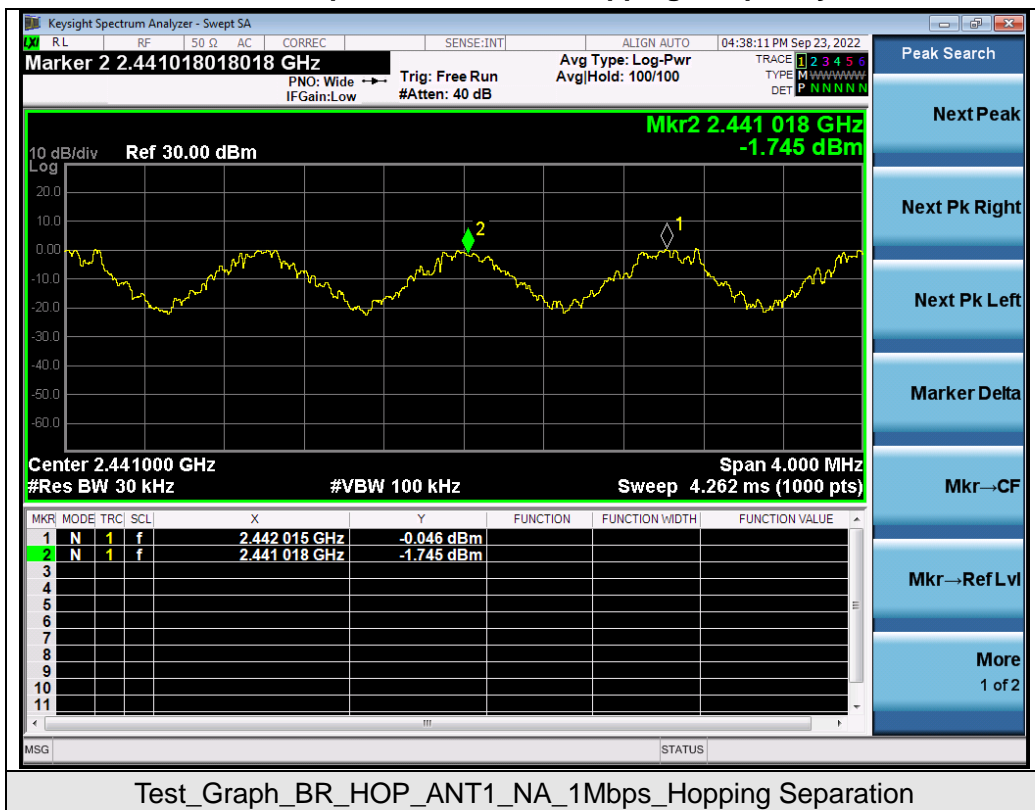 Keysight Spectrum Analyzer - Swept SA
LXI RL RF 50 Ω AC CORREC SENSE:INT ALIGN AUTO 04:38:11 PM Sep 23, 2022
Marker 2 2.441018018018 GHz
PNO: Wide
IFGain:Low
Trig: Free Run
#Atten: 40 dB
Avg Type: Log-Pwr
Avg|Hold: 100/100
TRACE 1 2 3 4 5 6
TYPE M WWWWW
DET P N N N N N
Mkr2 2.441 018 GHz
-1.745 dBm
10 dB/div Ref 30.00 dBm
Log
20.0
10.0
0.00
-10.0
-20.0
-30.0
-40.0
-50.0
-60.0
2
1
Center 2.441000 GHz Span 4.000 MHz
#Res BW 30 kHz #VBW 100 kHz Sweep 4.262 ms (1000 pts)
MKR MODE TRC SCL X Y FUNCTION FUNCTION WIDTH FUNCTION VALUE
1 N 1 f 2.442 015 GHz -0.046 dBm
2 N 1 f 2.441 018 GHz -1.745 dBm
3
4
5
6
7
8
9
10
11
MSG STATUS
Peak Search
Next Peak
Next Pk Right
Next Pk Left
Marker Delta
Mkr→CF
Mkr→Ref Lvl
More
1 of 2
Test_Graph_BR_HOP_ANT1_NA_1Mbps_Hopping Separation